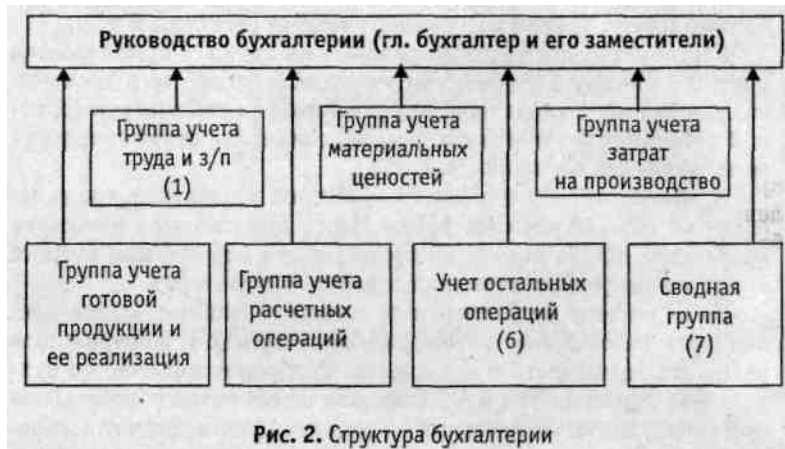 Руководство бухгалтерии (гл. бухгалтер и его заместители)
Группа учета
труда и з/п
(1)
Группа учета
материальных
ценностей
Группа учета
затрат
на производство
Группа учета
готовой
продукции и
ее реализация
Группа учета
расчетных
операций
Учет остальных
операций
(6)
Сводная
группа
(7)
Рис. 2. Структура бухгалтерии